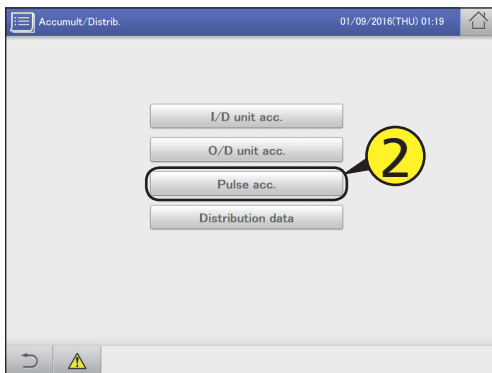 Accumult/Distrib. 01/09/2016(THU) 01:19
I/D unit acc.
O/D unit acc.
2
Pulse acc.
Distribution data